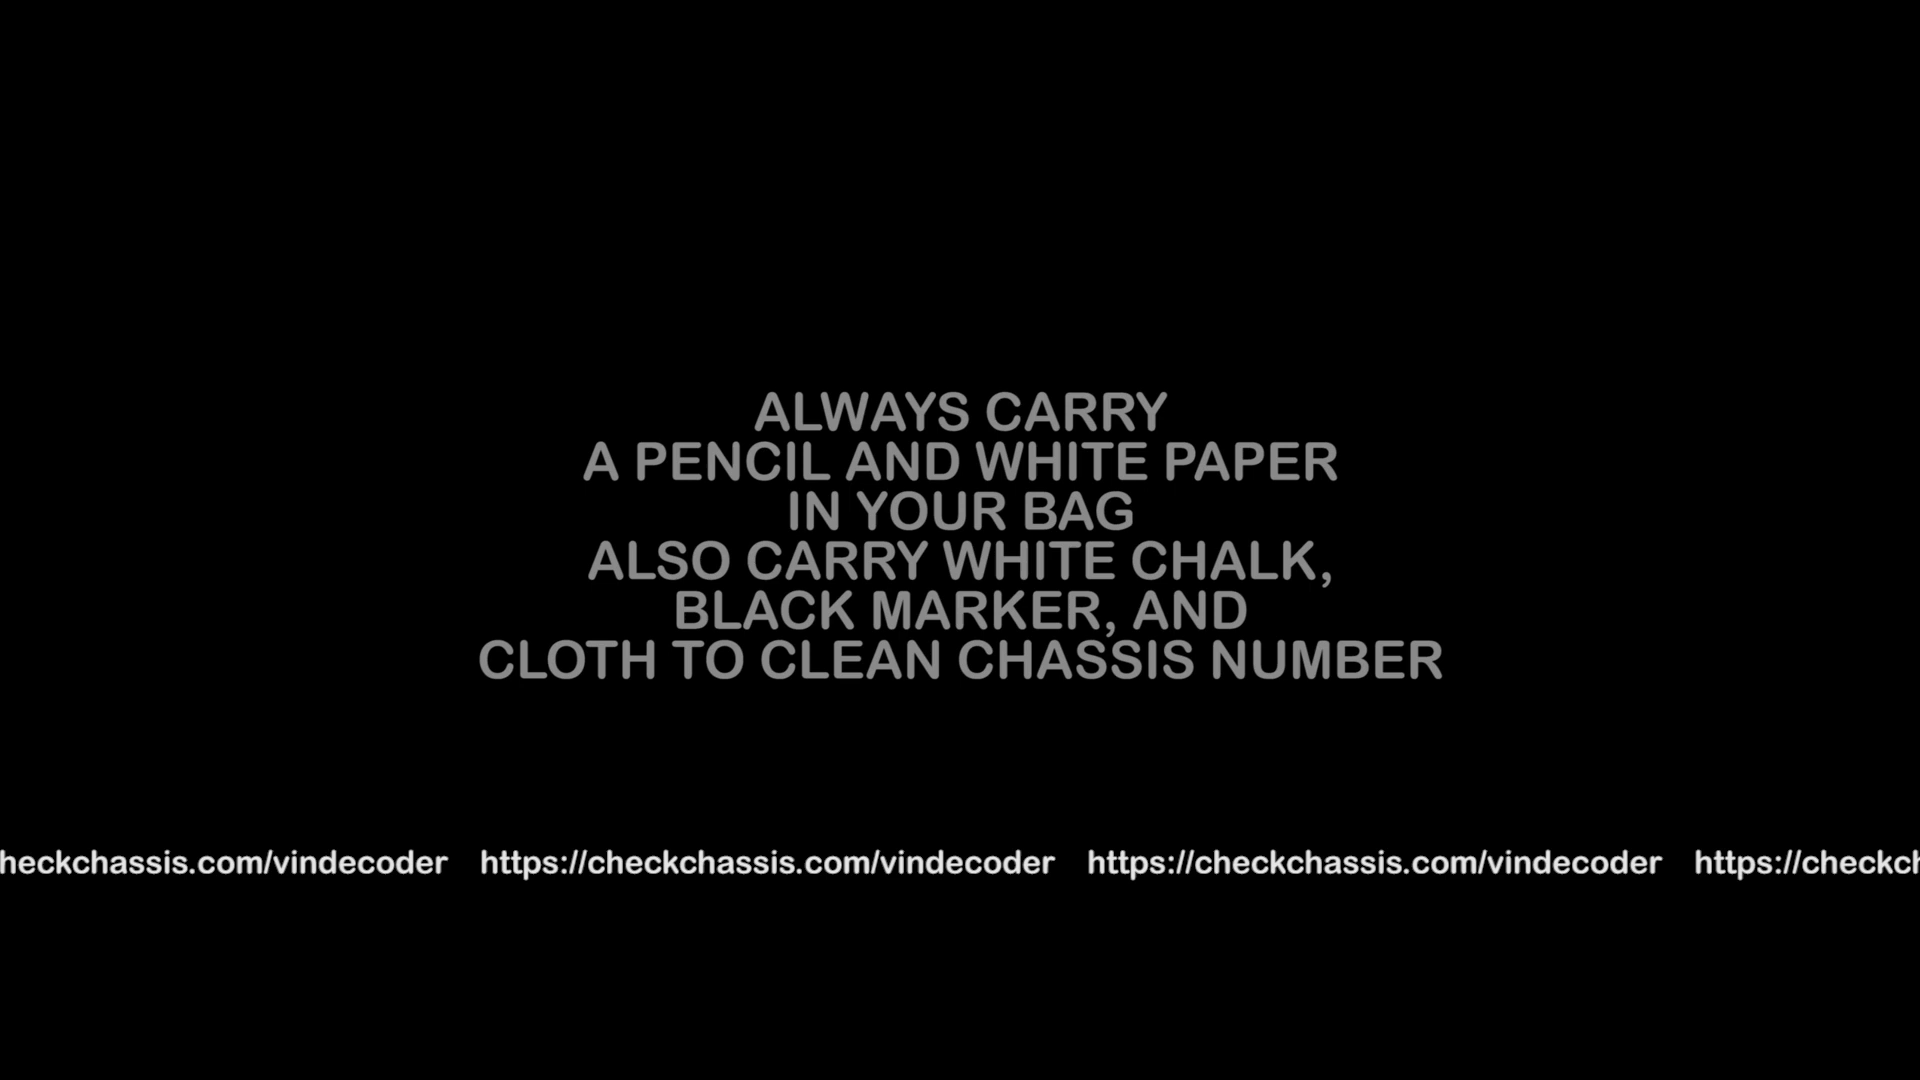 ALWAYS CARRY
A PENCIL AND WHITE PAPER
IN YOUR BAG
ALSO CARRY WHITE CHALK,
BLACK MARKER, AND
CLOTH TO CLEAN CHASSIS NUMBER
heckchassis.com/vindecoder https://checkchassis.com/vindecoder https://checkchassis.com/vindecoder https://checkch